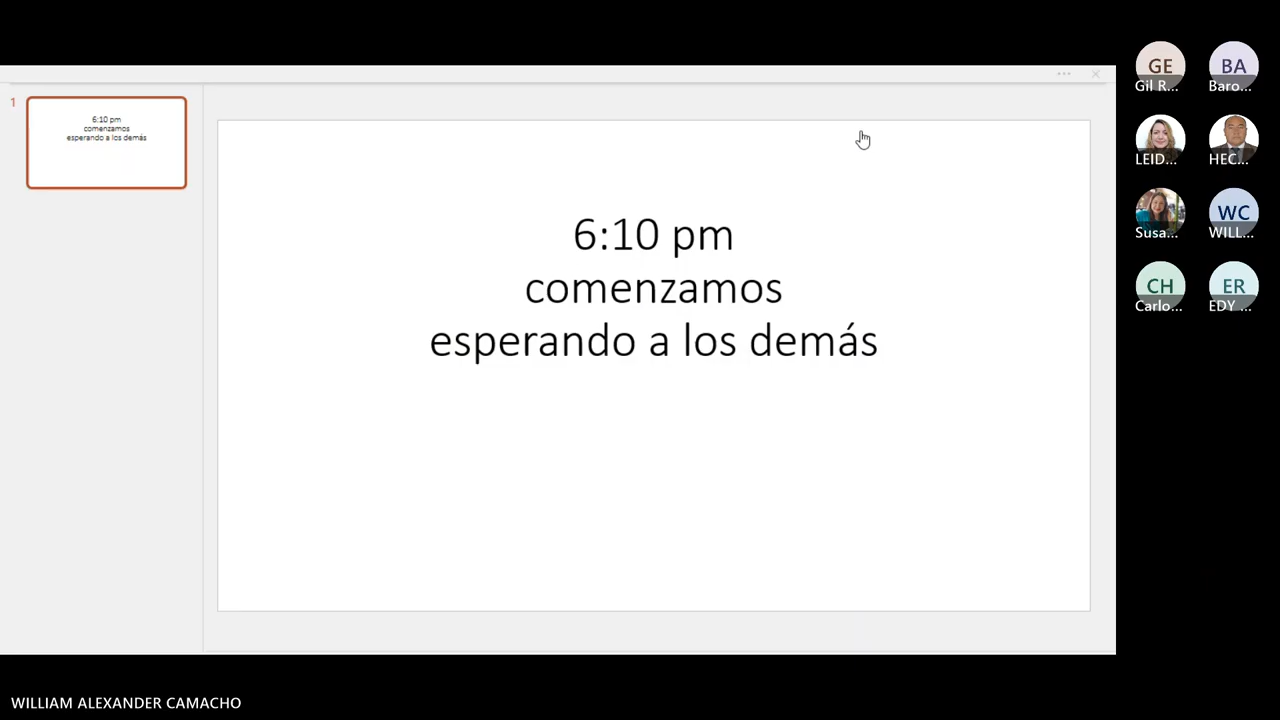 GE
BA
Gil R...
Baro...
1
6:10 pm
comenzamos
esperando a los demás
LEID...
HEC...
6:10 pm
comenzamos
esperando a los demás
WC
Susa...
WILL...
CH
ER
Carlo...
EDY ...
WILLIAM ALEXANDER CAMACHO